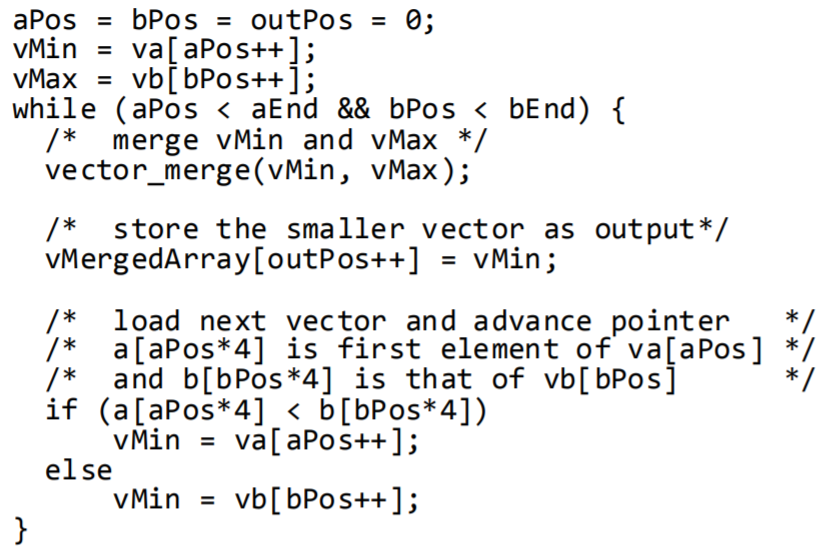 aPos = bPos = outPos = 0;
vMin = va[aPos++];
vMax = vb[bPos++];
while (aPos < aEnd && bPos < bEnd) {
  /*  merge vMin and vMax */
  vector_merge(vMin, vMax);

  /*  store the smaller vector as output*/
  vMergedArray[outPos++] = vMin;

  /*  load next vector and advance pointer   */
  /*  a[aPos*4] is first element of va[aPos] */
  /*  and b[bPos*4] is that of vb[bPos]      */
  if (a[aPos*4] < b[bPos*4])
      vMin = va[aPos++];
  else
      vMin = vb[bPos++];
}